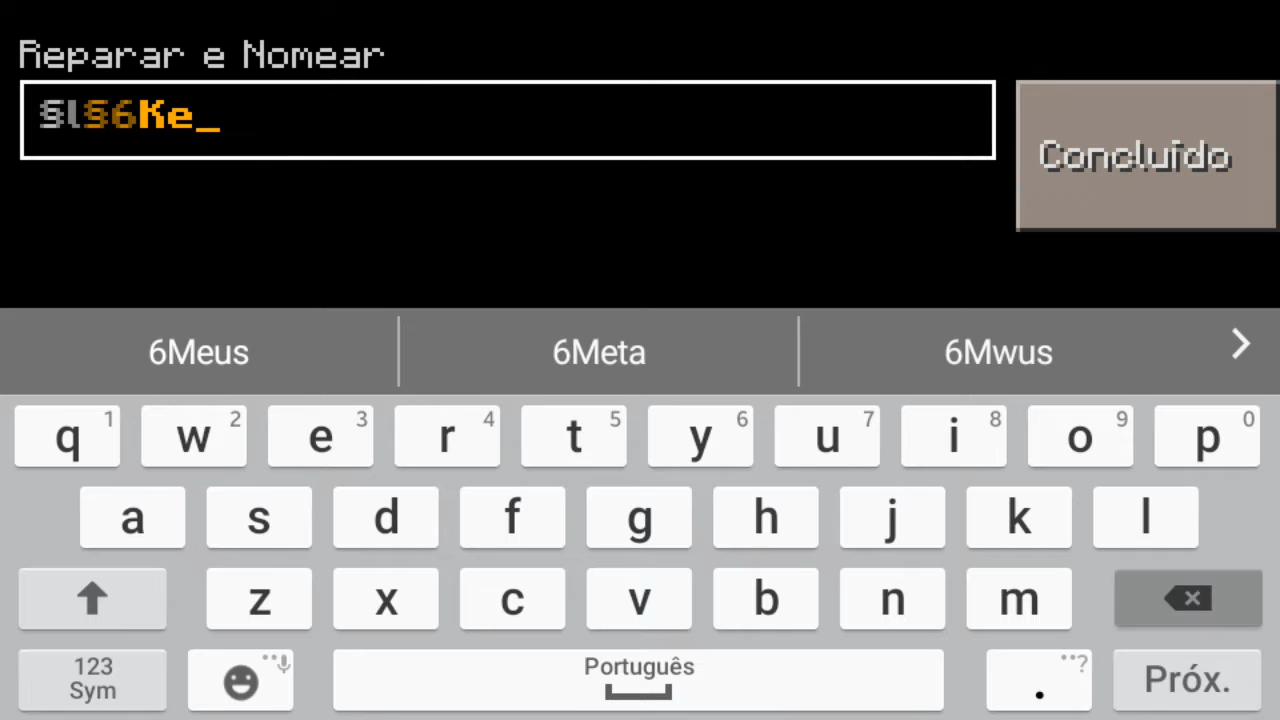 Reparar e Nomear
§l§6Ke_
Concluído
6Meus 6Meta 6Mwus
q 1 w 2 e 3 r 4 t 5 y 6 u 7 i 8 o 9 p 0
a s d f g h j k l
z x c v b n m
123 Sym Português . ? Próx.